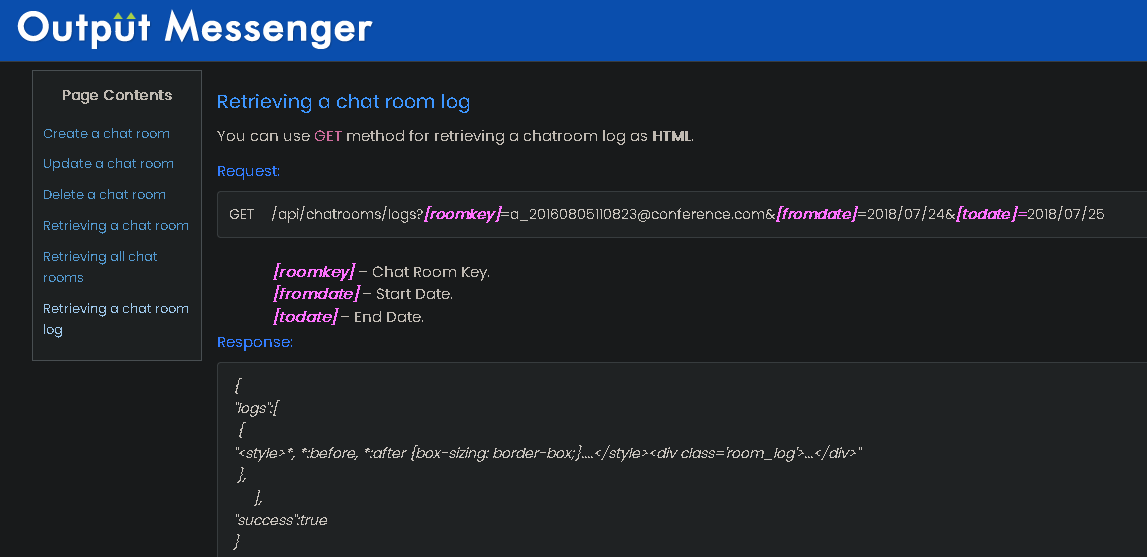 Output Messenger
Page Contents
Create a chat room
Update a chat room
Delete a chat room
Retrieving a chat room
Retrieving all chat
rooms
Retrieving a chat room
log
Retrieving a chat room log
You can use GET method for retrieving a chatroom log as HTML.
Request:
GET /api/chatrooms/logs?[roomkey]=a_20160805110823@conference.com&[fromdate]=2018/07/24&[todate]=2018/07/25
[roomkey] – Chat Room Key.
[fromdate] – Start Date.
[todate] – End Date.
Response:
{
"logs":[
{
"<style>*, *:before, *:after {box-sizing: border-box;}....</style><div class='room_log'>...</div>"
},
],
"success":true
}